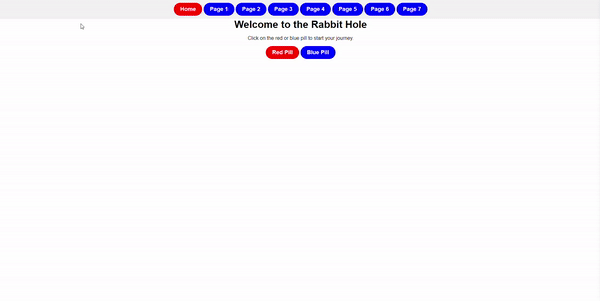 Home Page 1 Page 2 Page 3 Page 4 Page 5 Page 6 Page 7
Welcome to the Rabbit Hole
Click on the red or blue pill to start your journey
Red Pill Blue Pill